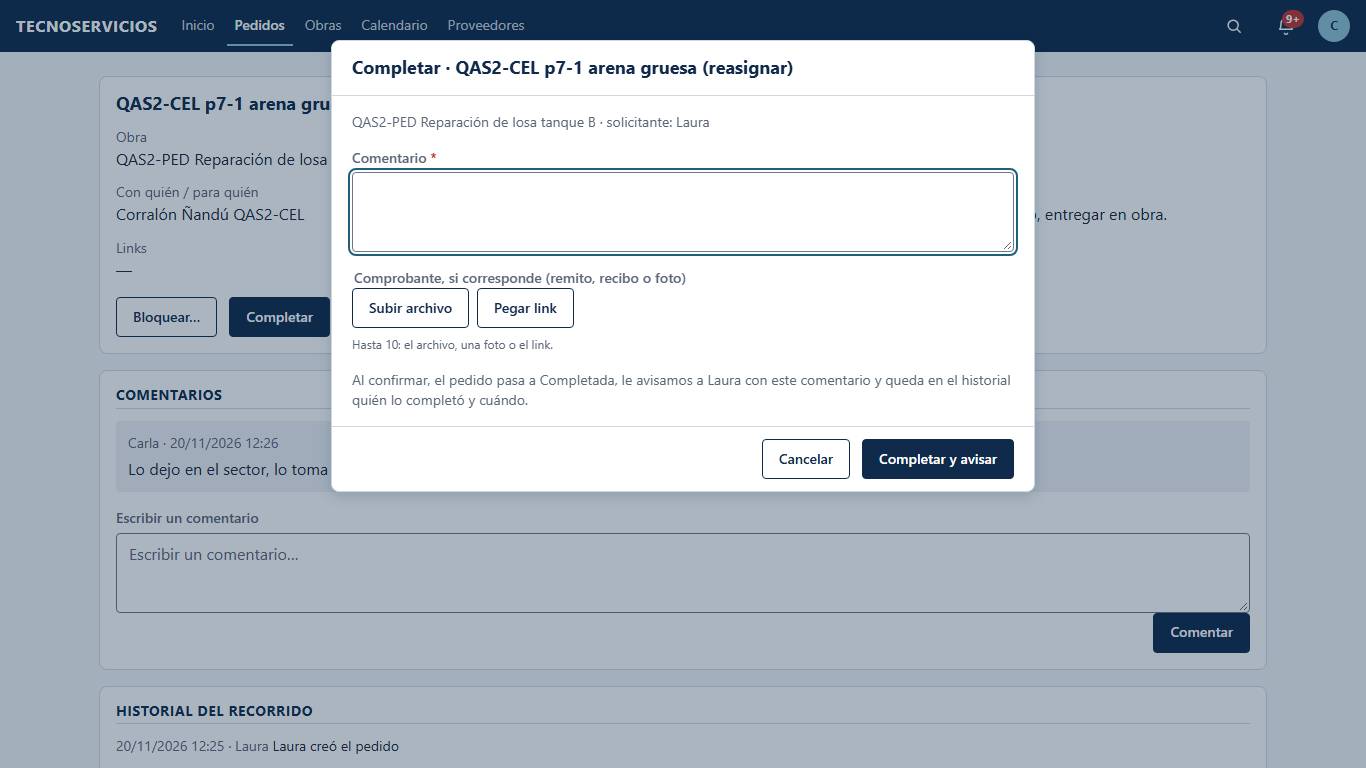 TECNOSERVICIOS Inicio Pedidos Obras Calendario Proveedores 9+ C
Completar · QAS2-CEL p7-1 arena gruesa (reasignar)
QAS2-PED Reparación de losa tanque B · solicitante: Laura
Comentario *
Comprobante, si corresponde (remito, recibo o foto)
Subir archivo Pegar link
Hasta 10: el archivo, una foto o el link.
Al confirmar, el pedido pasa a Completada, le avisamos a Laura con este comentario y queda en el historial
quién lo completó y cuándo.
Cancelar Completar y avisar
QAS2-CEL p7-1 arena gru
Obra
QAS2-PED Reparación de losa
Con quién / para quién
Corralón Ñandú QAS2-CEL
, entregar en obra.
Links
—
Bloquear... Completar
COMENTARIOS
Carla · 20/11/2026 12:26
Lo dejo en el sector, lo toma
Escribir un comentario
Escribir un comentario...
Comentar
HISTORIAL DEL RECORRIDO
20/11/2026 12:25 · Laura Laura creó el pedido